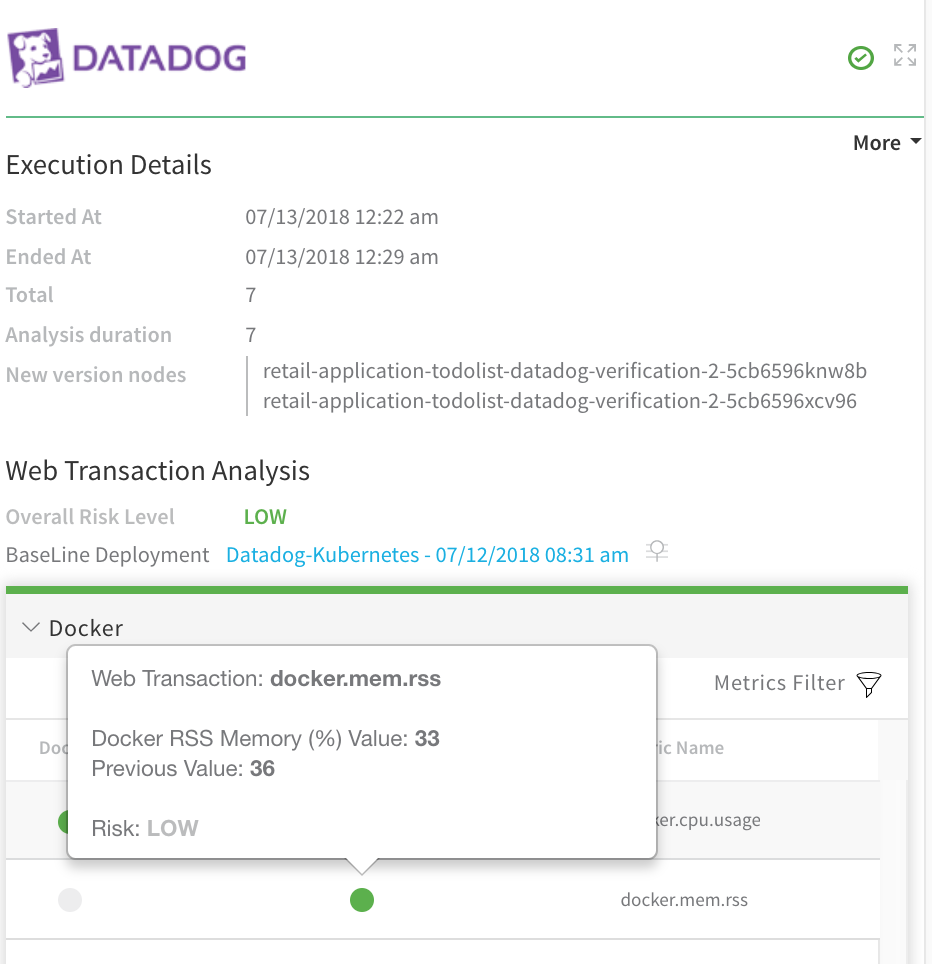 DATADOG
More
Execution Details
Started At 07/13/2018 12:22 am
Ended At 07/13/2018 12:29 am
Total 7
Analysis duration 7
New version nodes retail-application-todolist-datadog-verification-2-5cb6596knw8b
retail-application-todolist-datadog-verification-2-5cb6596xcv96
Web Transaction Analysis
Overall Risk Level LOW
BaseLine Deployment Datadog-Kubernetes - 07/12/2018 08:31 am
Docker
Web Transaction: docker.mem.rss
Metrics Filter
Docker RSS Memory (%) Value: 33
Previous Value: 36
Name
Risk: LOW
ker.cpu.usage
docker.mem.rss